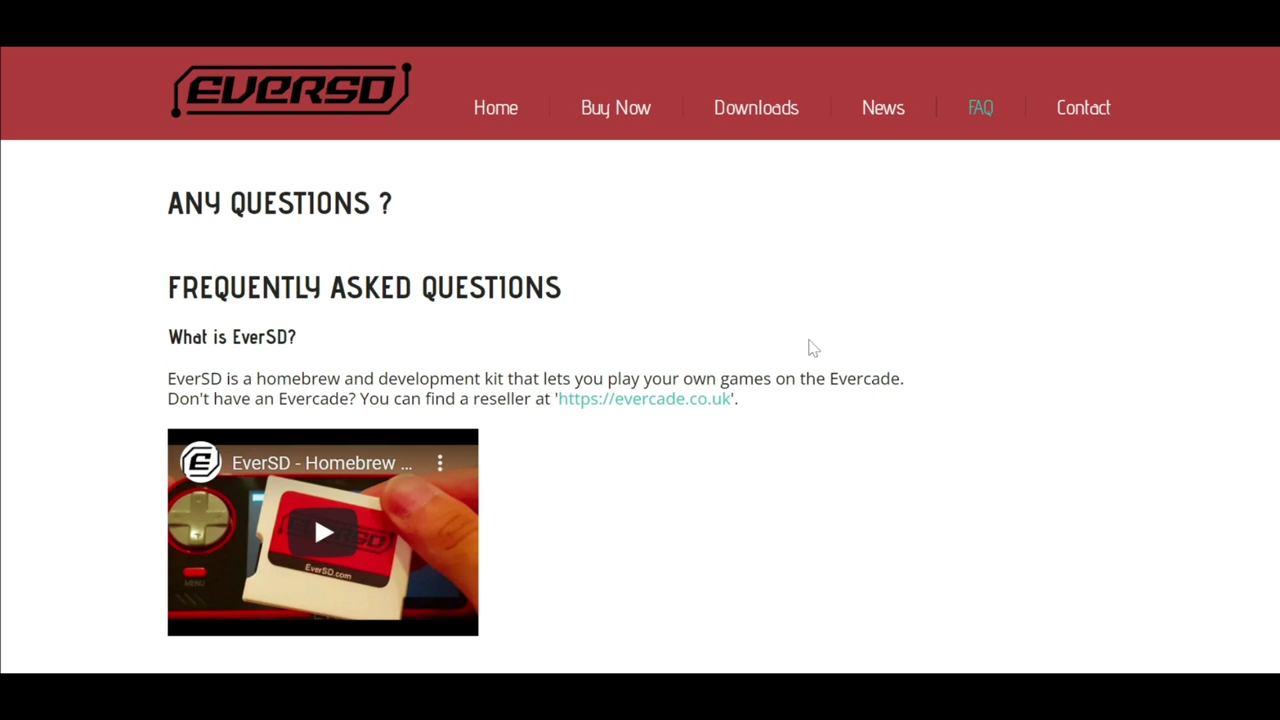 EVERSD
Home
Buy Now
Downloads
News
FAQ
Contact
ANY QUESTIONS ?
FREQUENTLY ASKED QUESTIONS
What is EverSD?
EverSD is a homebrew and development kit that lets you play your own games on the Evercade.
Don't have an Evercade? You can find a reseller at 'https://evercade.co.uk'.
E
EverSD - Homebrew ...
EVERSD
MENU
EverSD.com